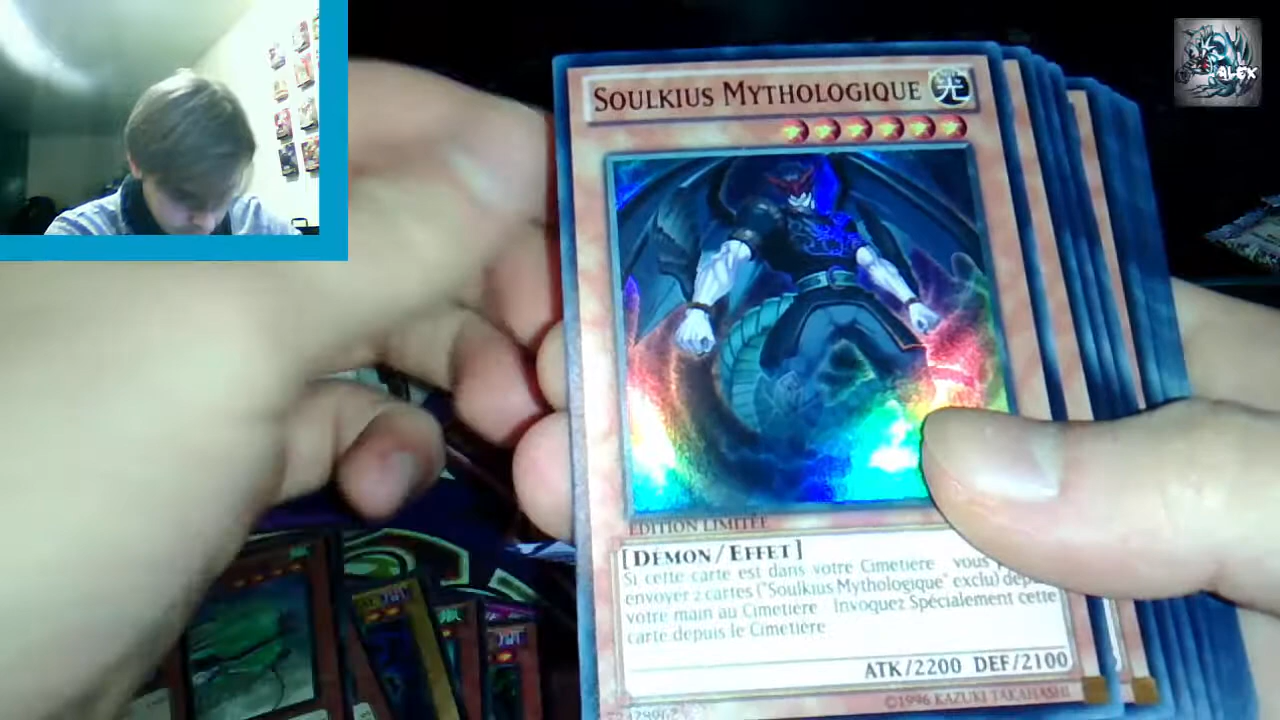 ALEX
SOULKIUS MYTHOLOGIQUE
光
EDITION LIMITÉE
[DÉMON/EFFET]
Si cette carte est dans votre Cimetière vous
envoyer 2 cartes ("Soulkius Mythologique" exclu)
votre main au Cimetière Invoquez Spécialement cette
carte depuis le Cimetière
ATK/2200 DEF/2100
©1996 KAZUKI TAKAHASHI